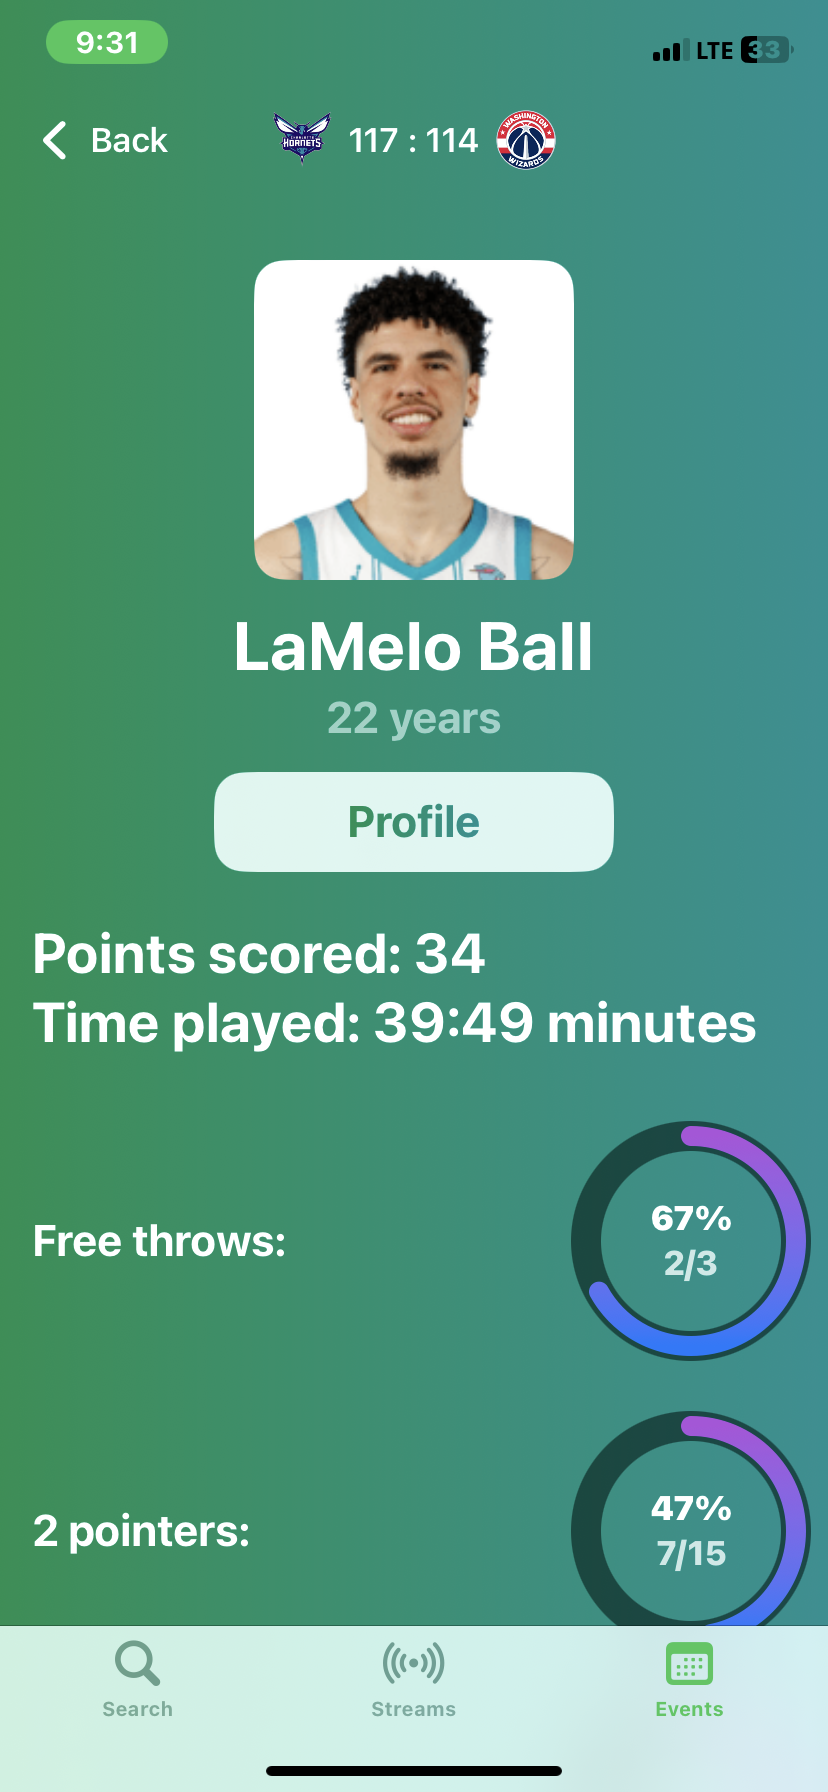 9:31
LTE 33
Back
CHARLOTTE
HORNETS
117 : 114
WASHINGTON
WIZARDS
LaMelo Ball
22 years
Profile
Points scored: 34
Time played: 39:49 minutes
67%
Free throws:
2/3
47%
2 pointers:
7/15
Search
Streams
Events